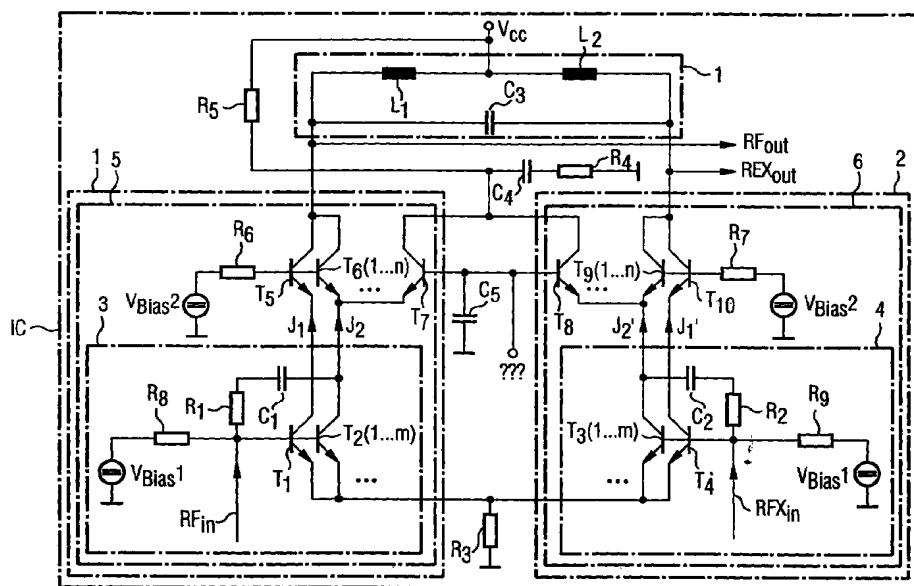 Vcc
L2
1
L1
C3
R5
RFout
REXout
C4
R4
1
5
6
2
R6
R7
T5
T6(1...n)
...
T7
C5
T8
T9(1...n)
...
T10
VBias2
VBias2
IC
3
J1
J2
J2'
J1'
4
???
R8
R1
C1
C2
R2
R9
T2(1...m)
T3(1...m)
VBias1
T1
...
...
T4
VBias1
RFin
R3
RFXin